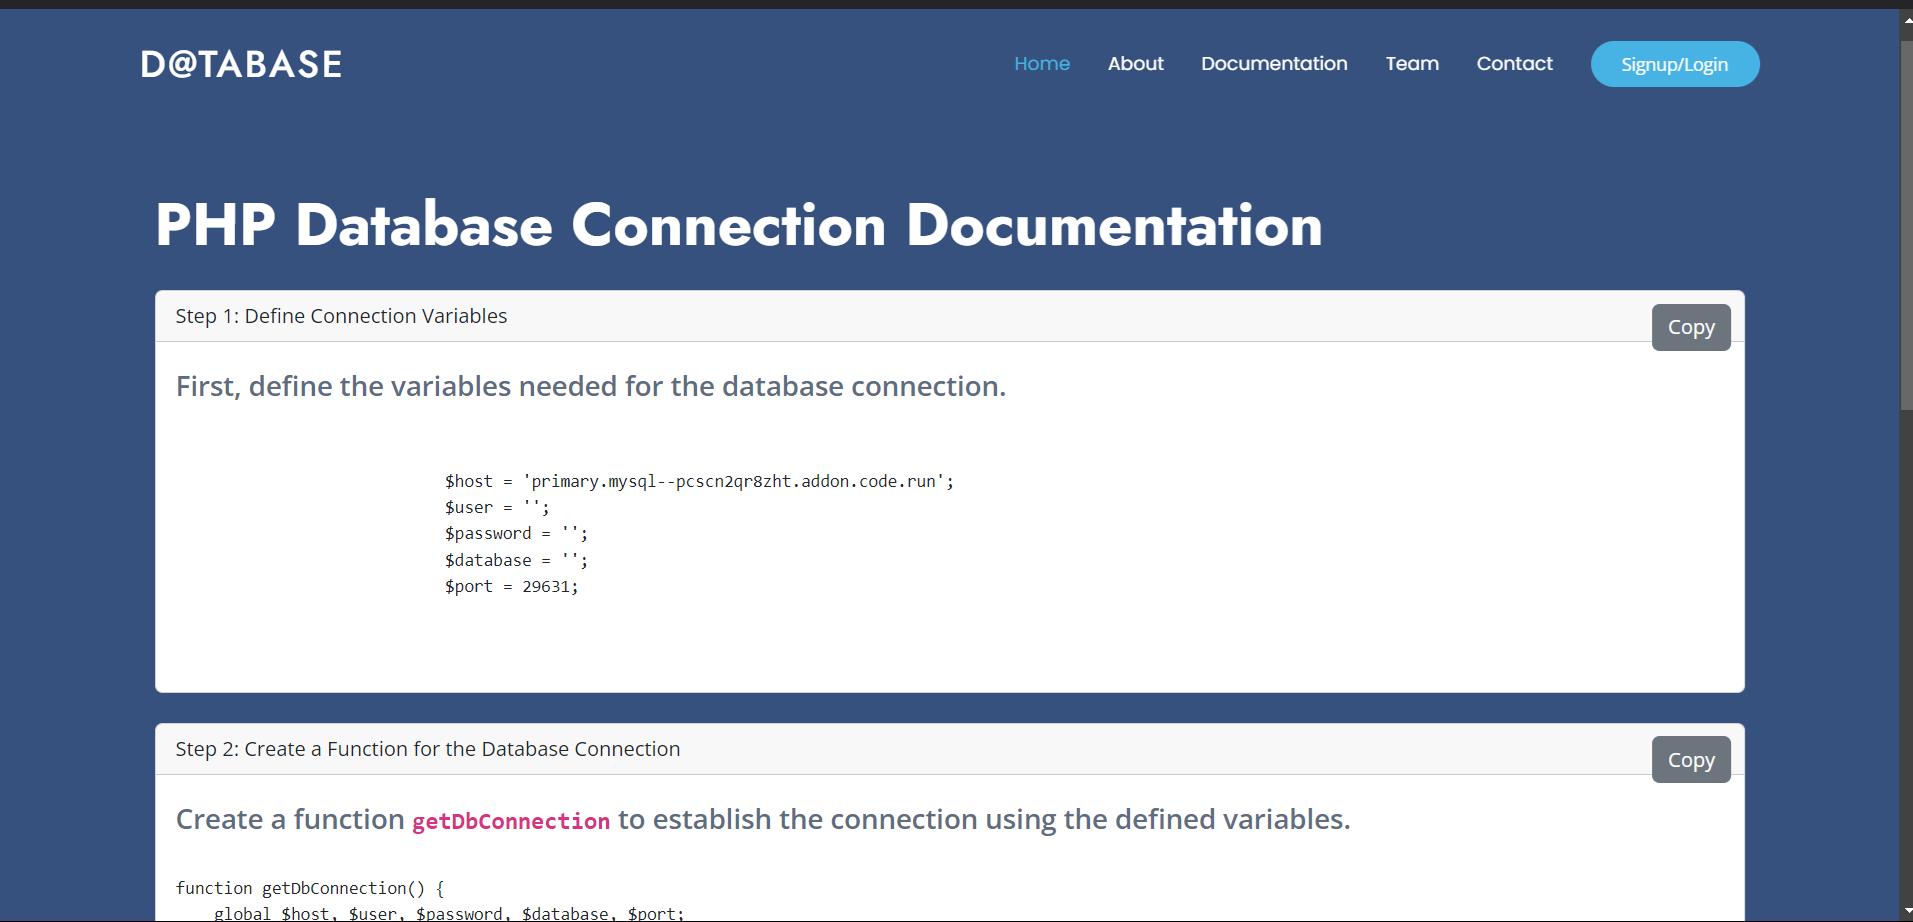 D@TABASE
Home About Documentation Team Contact Signup/Login
PHP Database Connection Documentation
Step 1: Define Connection Variables
Copy
First, define the variables needed for the database connection.
$host = 'primary.mysql--pcscn2qr8zht.addon.code.run';
$user = '';
$password = '';
$database = '';
$port = 29631;
Step 2: Create a Function for the Database Connection
Copy
Create a function getDbConnection to establish the connection using the defined variables.
function getDbConnection() {
global $host, $user, $password, $database, $port;